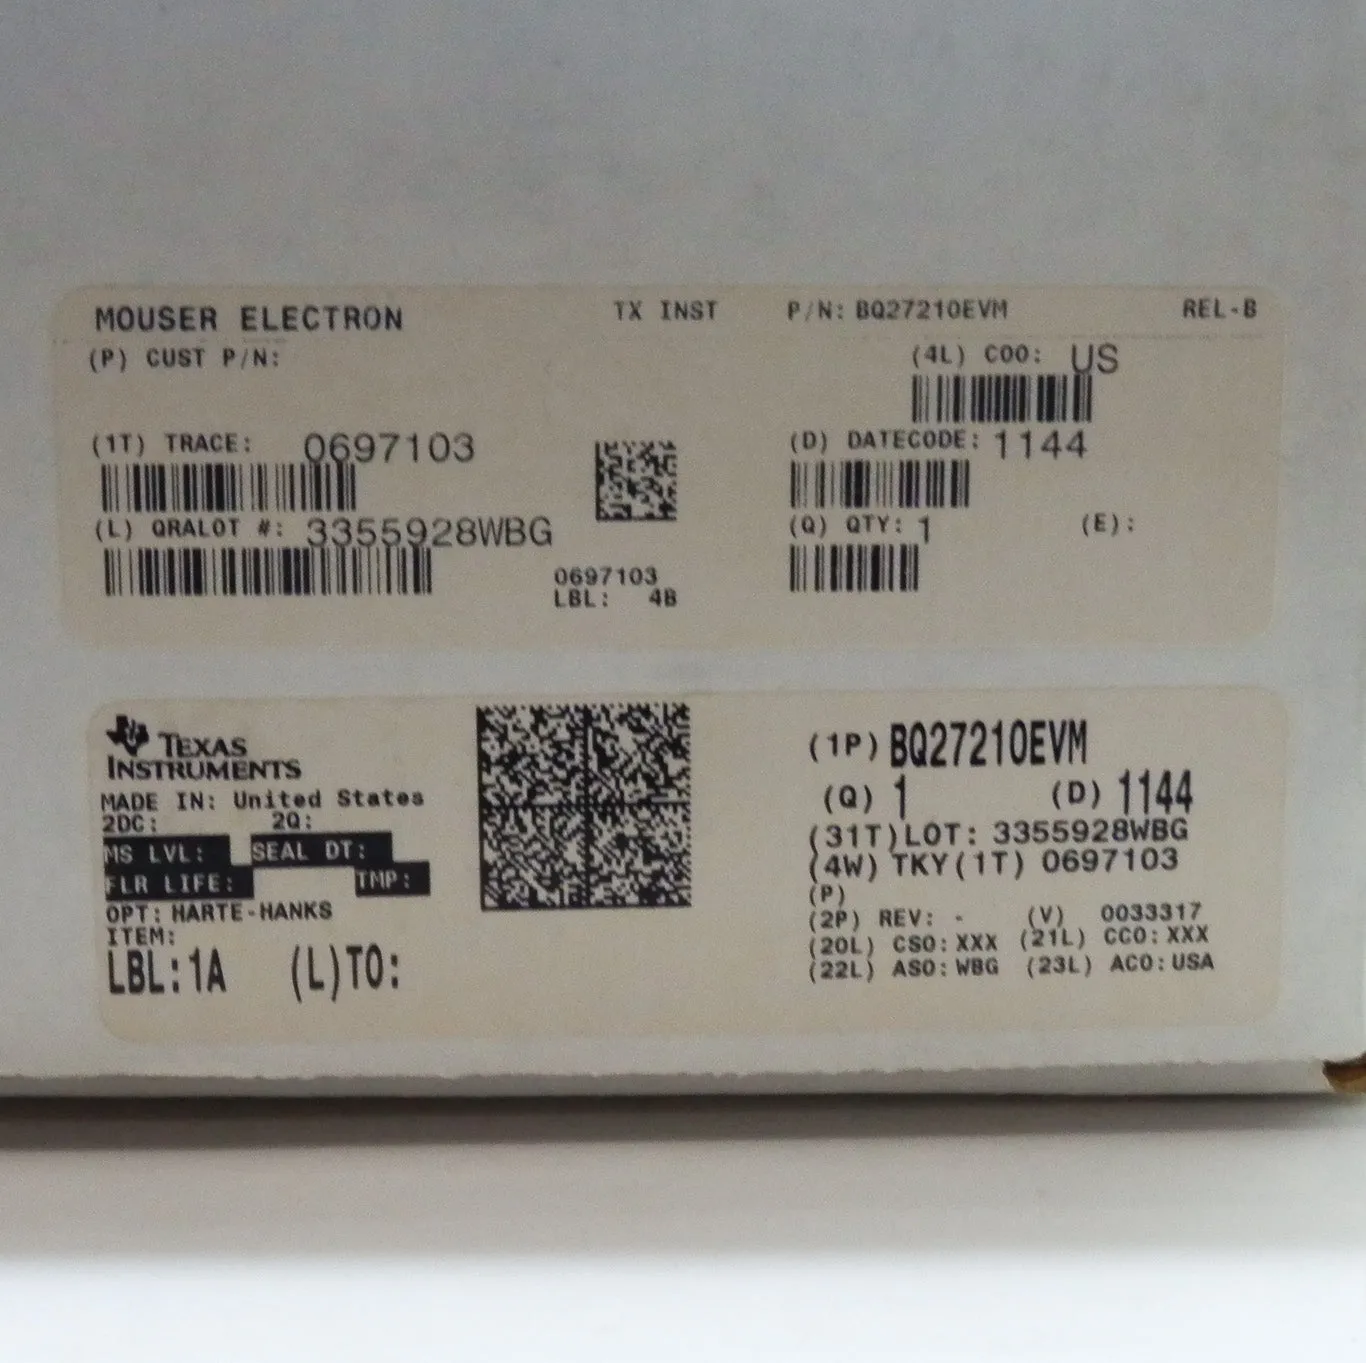 MOUSER ELECTRON TX INST P/N: BQ27210EVM REL-B
(P) CUST P/N: (4L) COO: US
(1T) TRACE: 0697103 (D) DATECODE: 1144
(L) QRALOT #: 3355928WBG (Q) QTY: 1 (E):
0697103
LBL: 4B
TEXAS
INSTRUMENTS
MADE IN: United States
2DC: 2Q:
MS LVL: SEAL DT:
FLR LIFE: TMP:
OPT: HARTE-HANKS
ITEM:
LBL: 1A (L)TO:
(1P) BQ27210EVM
(Q) 1 (D) 1144
(31T)LOT: 3355928WBG
(4W) TKY(1T) 0697103
(P)
(2P) REV: - (V) 0033317
(20L) CSO: XXX (21L) CCO: XXX
(22L) ASO: WBG (23L) ACO: USA